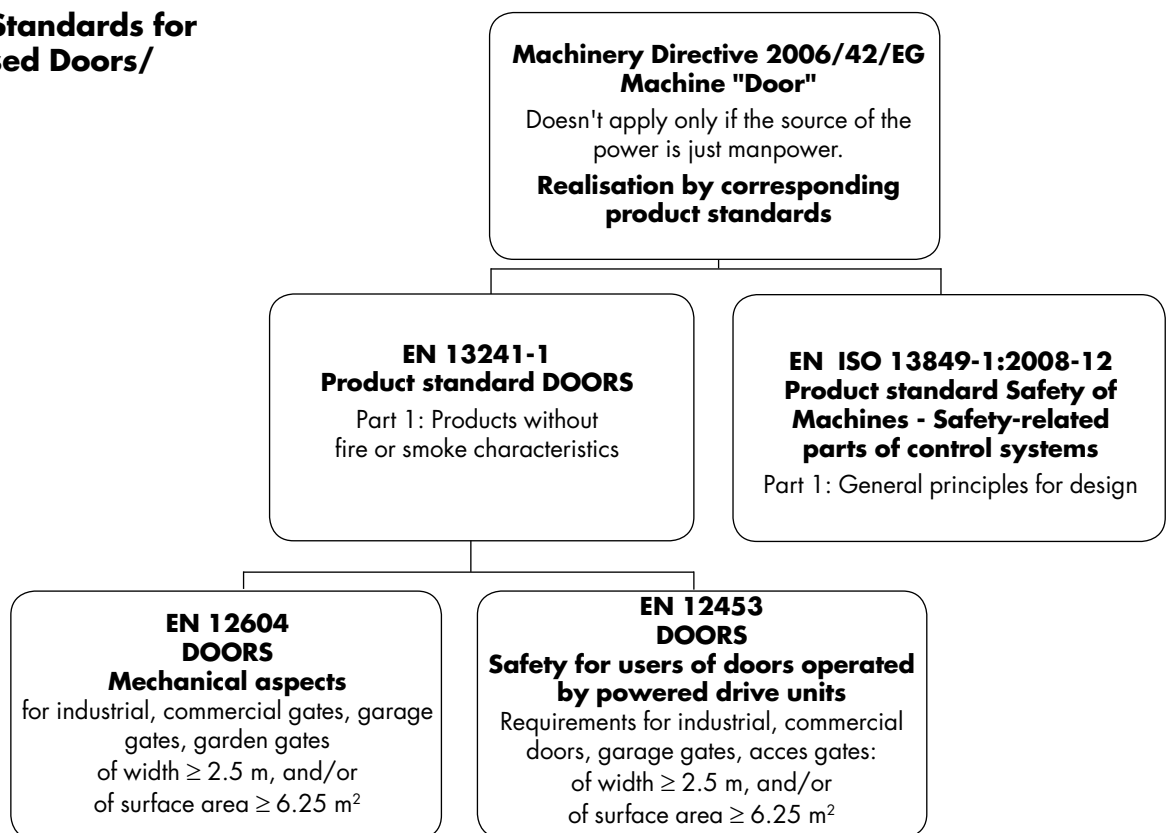 Standards for
sed Doors/
Machinery Directive 2006/42/EG
Machine "Door"
Doesn't apply only if the source of the
power is just manpower.
Realisation by corresponding
product standards
EN 13241-1
Product standard DOORS
Part 1: Products without
fire or smoke characteristics
EN ISO 13849-1:2008-12
Product standard Safety of
Machines - Safety-related
parts of control systems
Part 1: General principles for design
EN 12604
DOORS
Mechanical aspects
for industrial, commercial gates, garage
gates, garden gates
of width ≥ 2.5 m, and/or
of surface area ≥ 6.25 m²
EN 12453
DOORS
Safety for users of doors operated
by powered drive units
Requirements for industrial, commercial
doors, garage gates, acces gates:
of width ≥ 2.5 m, and/or
of surface area ≥ 6.25 m²